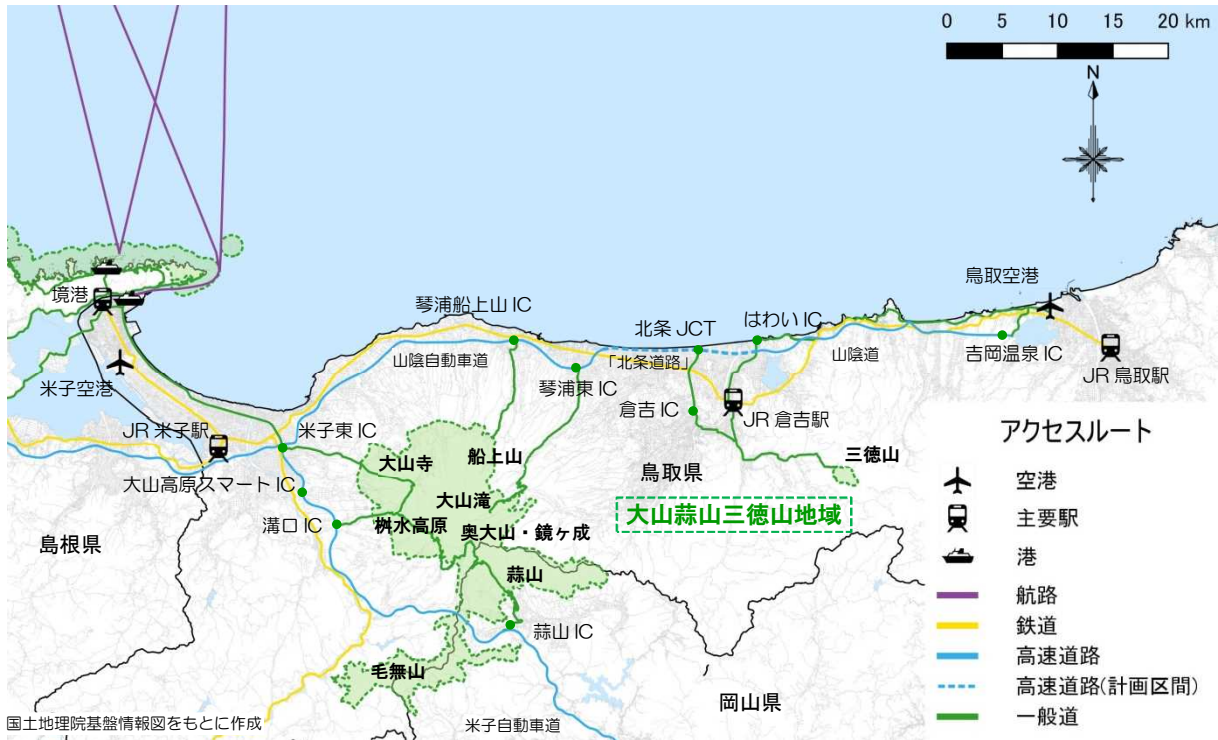 0 5 10 15 20 km
N
境港
米子空港
JR 米子駅
大山高原スマート IC
島根県
琴浦船上山 IC
山陰自動車道
米子東 IC
溝口 IC
北条 JCT
「北条道路」
琴浦東 IC
倉吉 IC
はわい IC
JR 倉吉駅
山陰道
鳥取空港
吉岡温泉 IC
JR 鳥取駅
大山寺
船上山
大山滝
桝水高原
奥大山・鏡ヶ成
蒜山
蒜山 IC
毛無山
鳥取県
三徳山
大山蒜山三徳山地域
岡山県
米子自動車道
国土地理院基盤情報図をもとに作成
アクセスルート
空港
主要駅
港
航路
鉄道
高速道路
高速道路(計画区間)
一般道